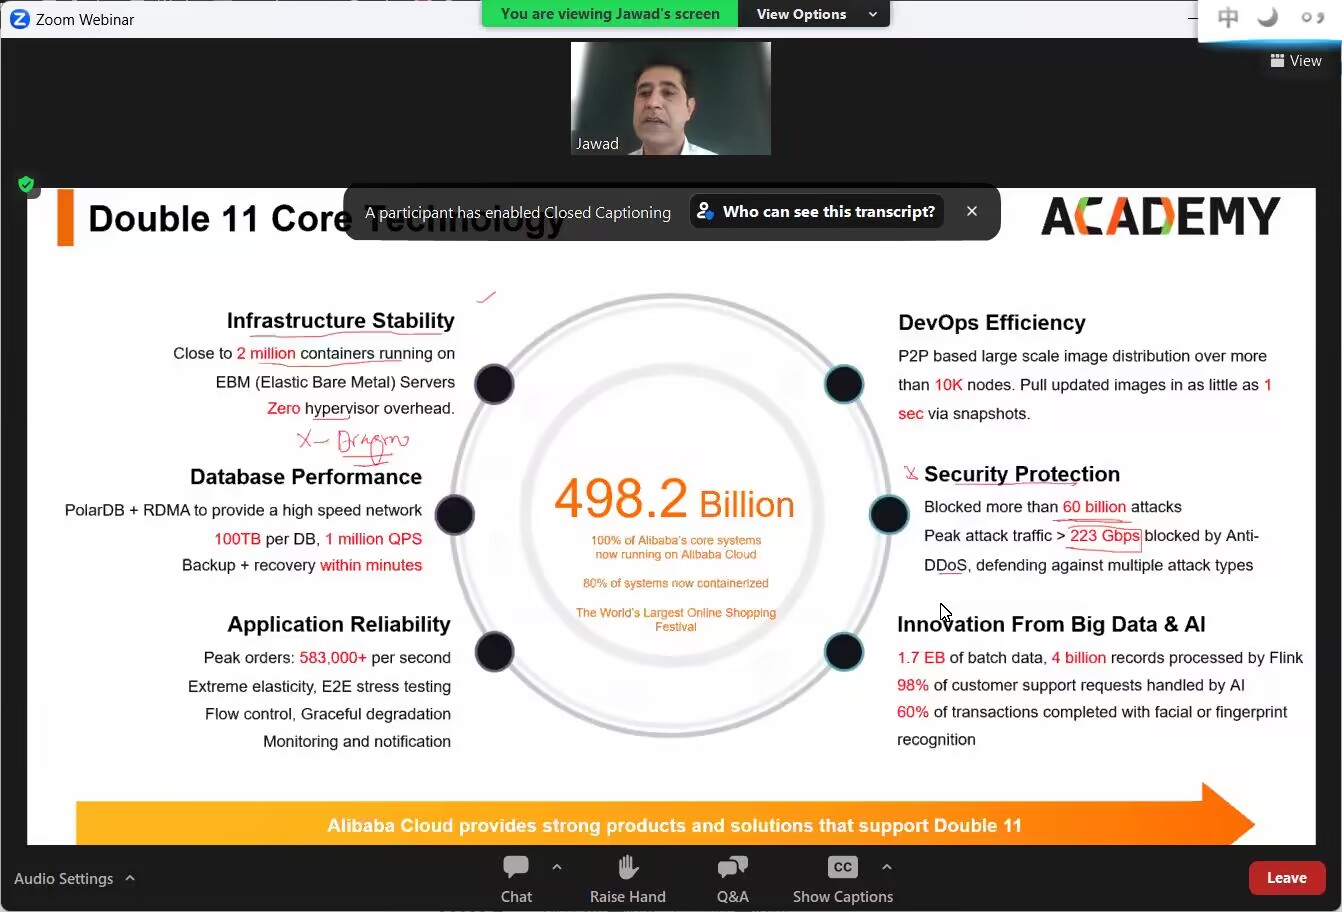 Zoom Webinar
You are viewing Jawad's screen
View Options
中
View
Jawad
A participant has enabled Closed Captioning
Who can see this transcript?
Double 11 Core Technology
ACADEMY
Infrastructure Stability
Close to 2 million containers running on
EBM (Elastic Bare Metal) Servers
Zero hypervisor overhead.
X-Dragon
Database Performance
PolarDB + RDMA to provide a high speed network
100TB per DB, 1 million QPS
Backup + recovery within minutes
Application Reliability
Peak orders: 583,000+ per second
Extreme elasticity, E2E stress testing
Flow control, Graceful degradation
Monitoring and notification
498.2 Billion
100% of Alibaba's core systems
now running on Alibaba Cloud
80% of systems now containerized
The World's Largest Online Shopping
Festival
DevOps Efficiency
P2P based large scale image distribution over more
than 10K nodes. Pull updated images in as little as 1
sec via snapshots.
Security Protection
Blocked more than 60 billion attacks
Peak attack traffic > 223 Gbps blocked by Anti-
DDoS, defending against multiple attack types
Innovation From Big Data & AI
1.7 EB of batch data, 4 billion records processed by Flink
98% of customer support requests handled by AI
60% of transactions completed with facial or fingerprint
recognition
Alibaba Cloud provides strong products and solutions that support Double 11
Audio Settings
Chat
Raise Hand
Q&A
CC
Show Captions
Leave